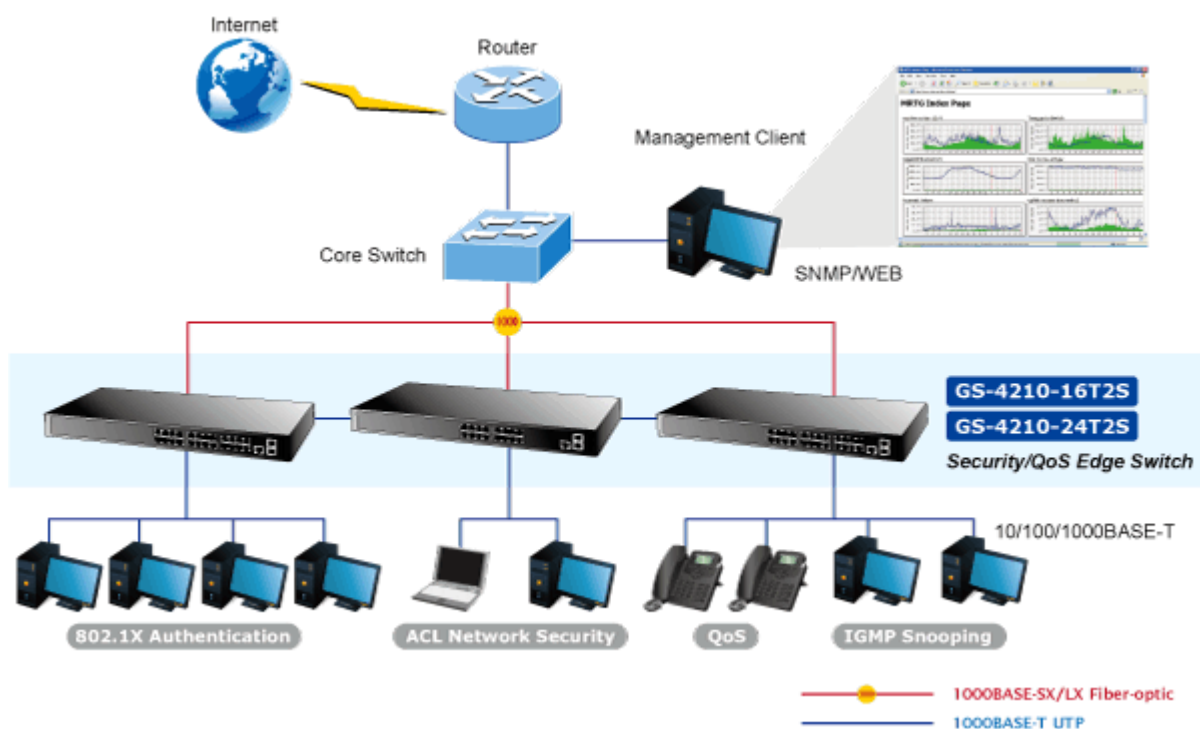 Internet
Router
MRTG Index Page
Management Client
Core Switch
SNMP/WEB
1000
GS-4210-16T2S
GS-4210-24T2S
Security/QoS Edge Switch
10/100/1000BASE-T
802.1X Authentication
ACL Network Security
QoS
IGMP Snooping
1000BASE-SX/LX Fiber-optic
1000BASE-T UTP